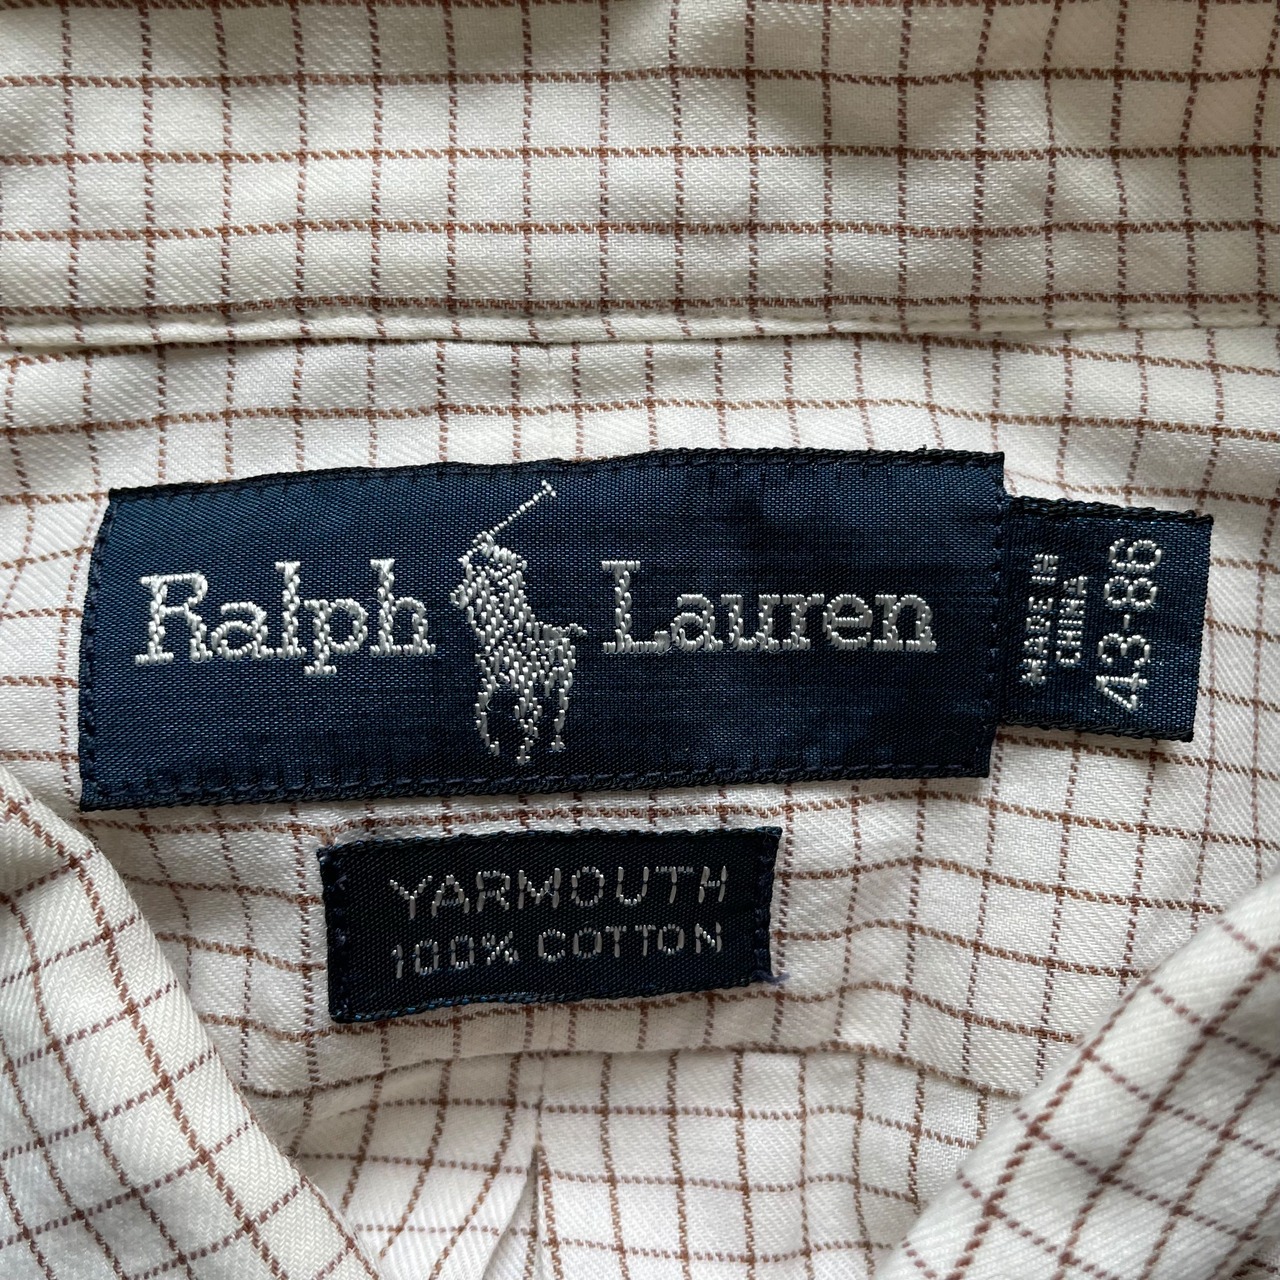 Ralph Lauren
MADE IN
CHINA
43-86
YARMOUTH
100% COTTON